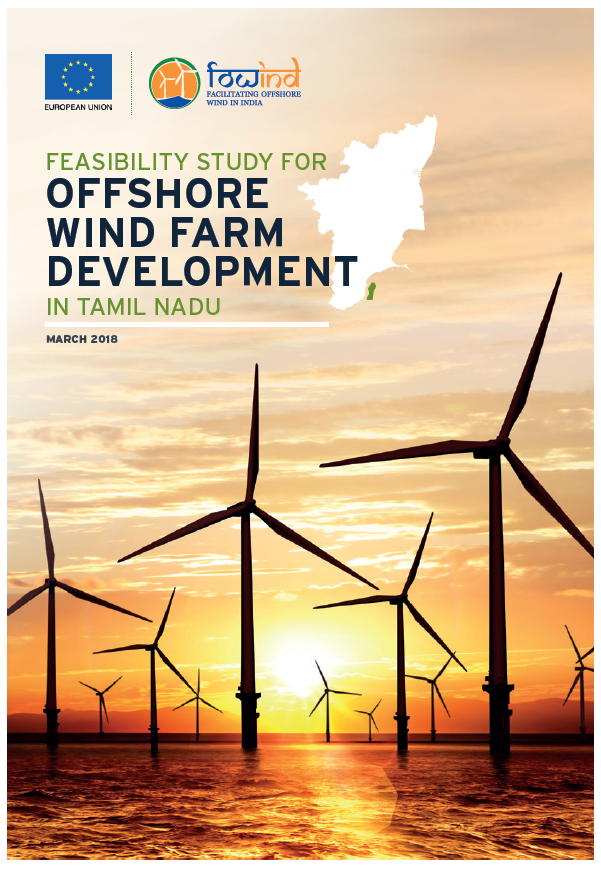 EUROPEAN UNION
fowind
FACILITATING OFFSHORE
WIND IN INDIA
FEASIBILITY STUDY FOR
OFFSHORE
WIND FARM
DEVELOPMENT
IN TAMIL NADU
MARCH 2018